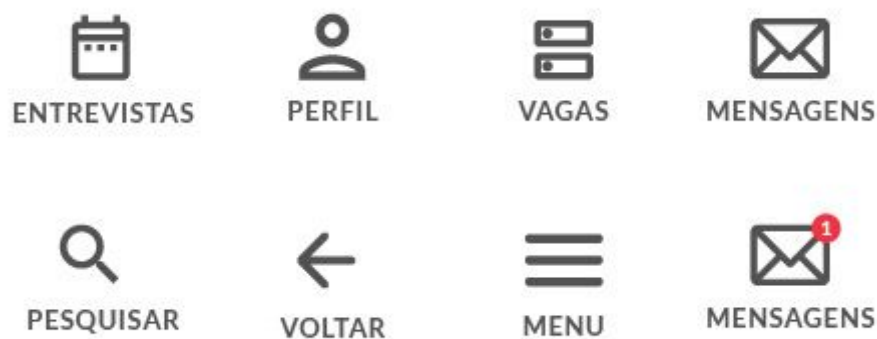 ENTREVISTAS
PERFIL
VAGAS
MENSAGENS
1
PESQUISAR
VOLTAR
MENU
MENSAGENS